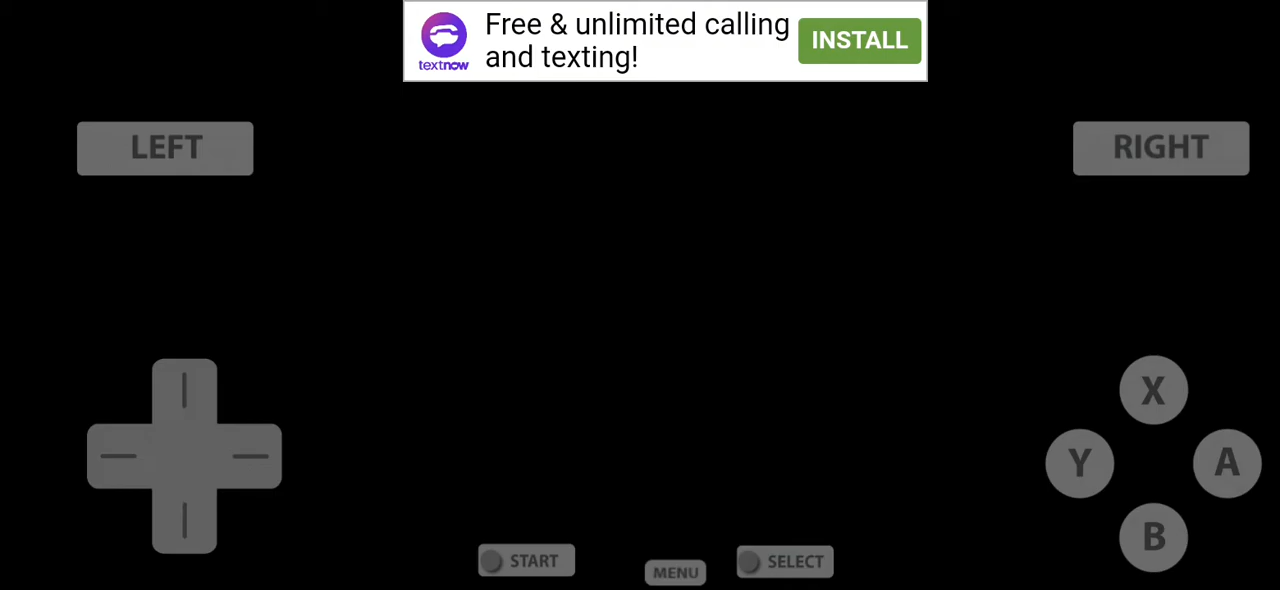 Free & unlimited calling
and texting!
textnow
INSTALL
LEFT
RIGHT
X
Y
A
B
START
MENU
SELECT